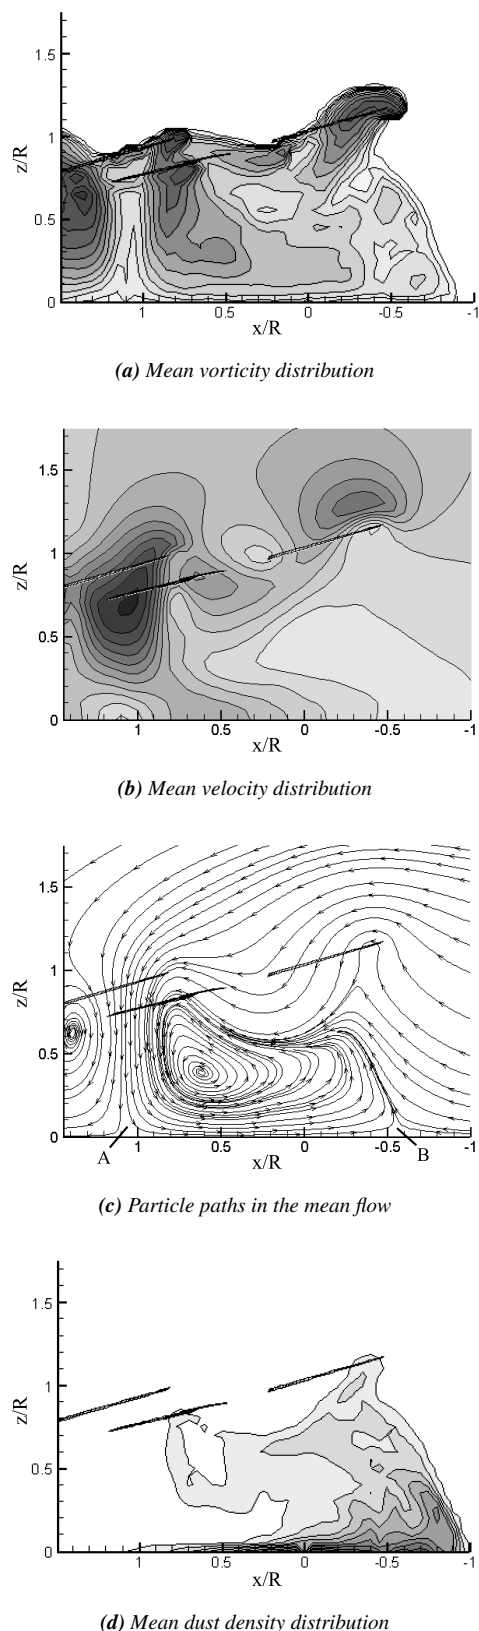 1.5
1
0.5
0
z/R
1 0.5 0 -0.5 -1
x/R
(a) Mean vorticity distribution
1.5
1
0.5
0
z/R
1 0.5 0 -0.5 -1
x/R
(b) Mean velocity distribution
1.5
1
0.5
0
z/R
1 0.5 0 -0.5 -1
A x/R B
(c) Particle paths in the mean flow
1.5
1
0.5
0
z/R
1 0.5 0 -0.5 -1
x/R
(d) Mean dust density distribution